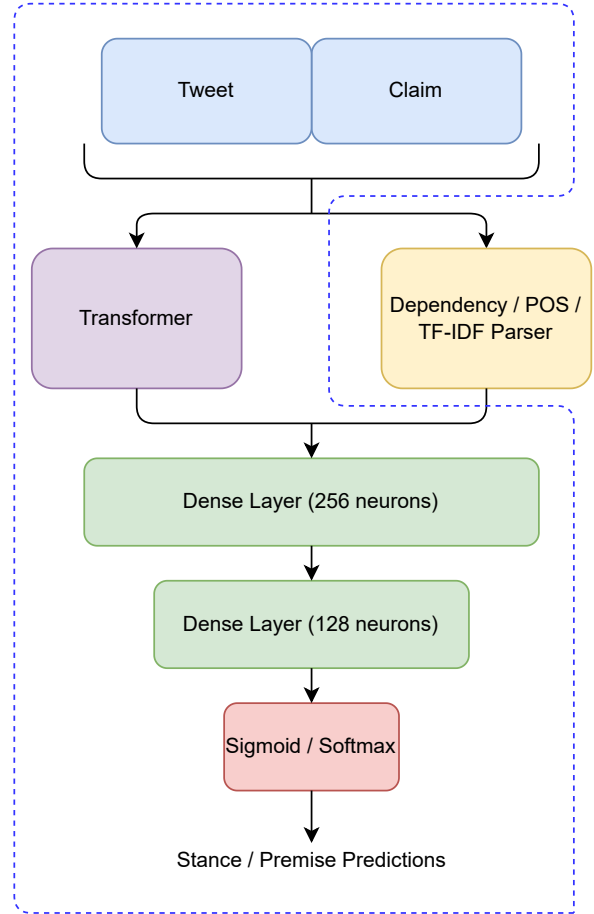 Tweet
Claim
Transformer
Dependency / POS /
TF-IDF Parser
Dense Layer (256 neurons)
Dense Layer (128 neurons)
Sigmoid / Softmax
Stance / Premise Predictions